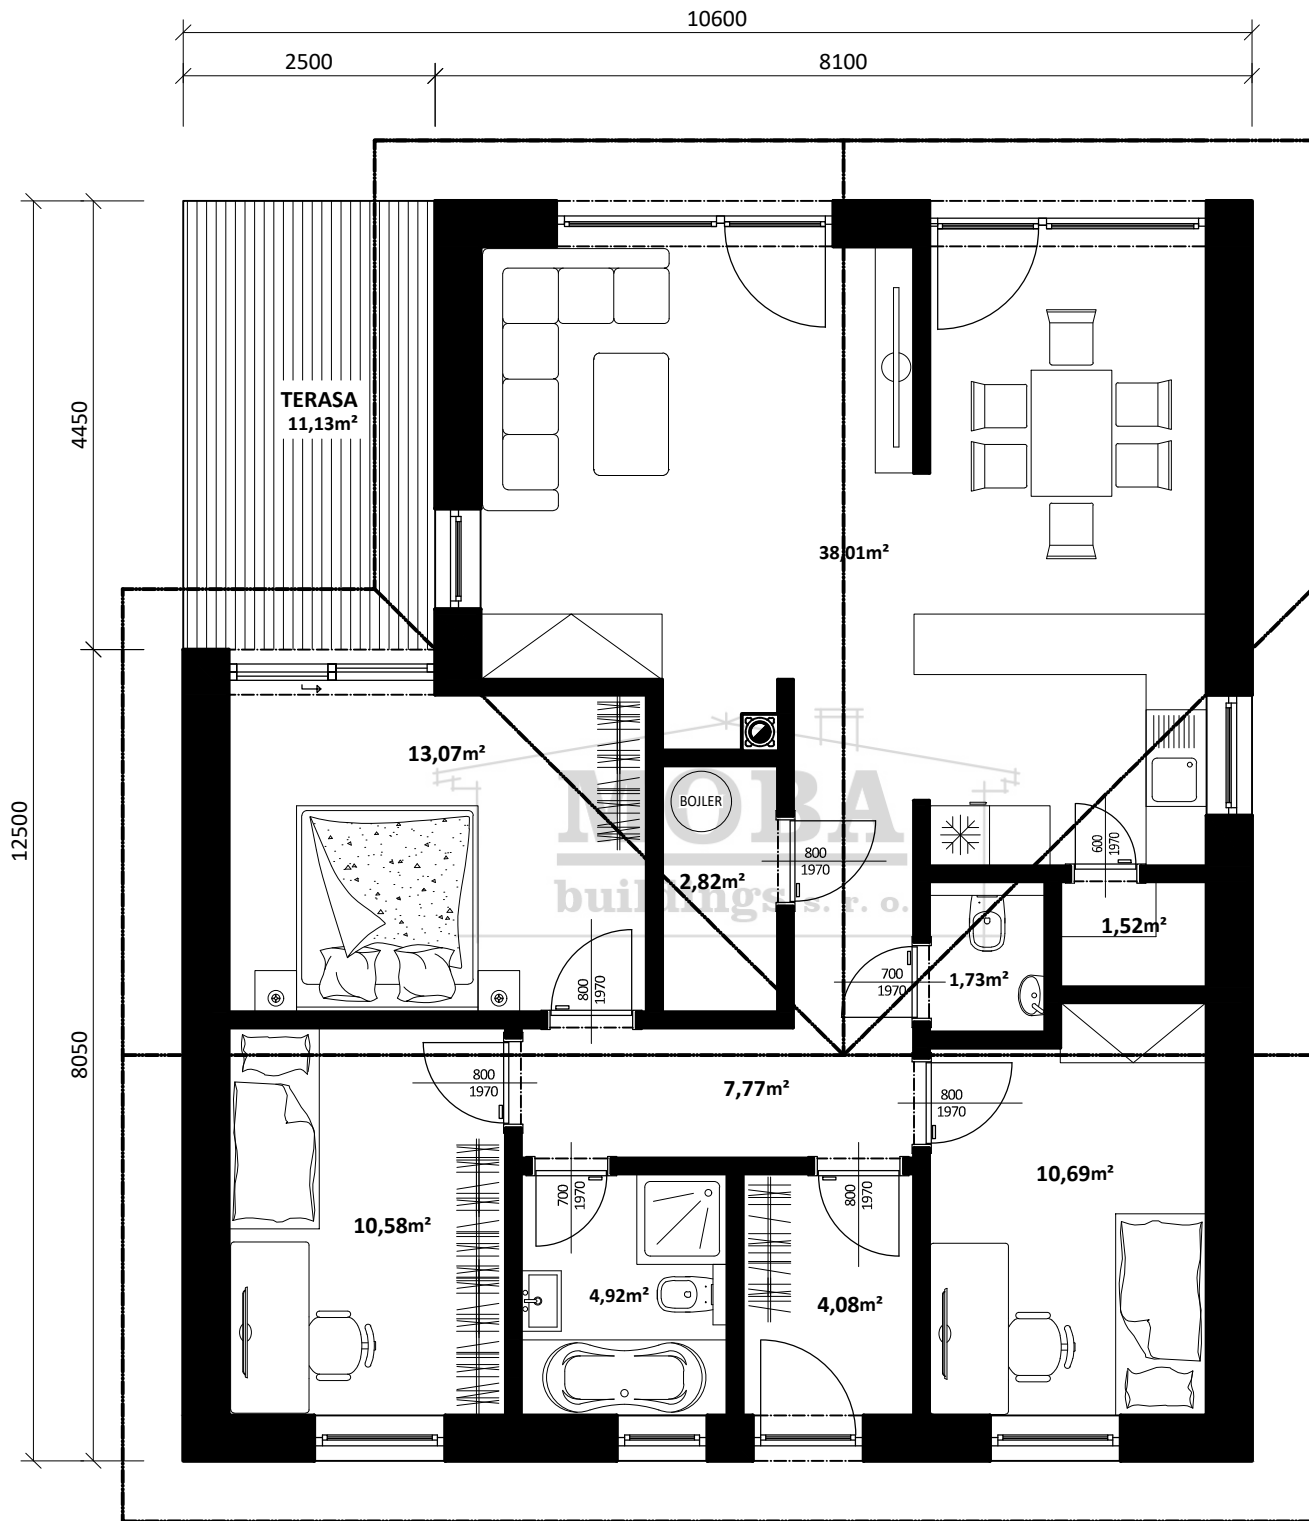 10600
2500
8100
TERASA
11,13m²
4450
38,01m²
13,07m²
MOBA
BOJLER
12500
800
1970
600
1970
2,82m²
buildings s. r. o.
1,52m²
700
1970
1,73m²
800
1970
8050
800
1970
7,77m²
800
1970
10,69m²
700
1970
800
1970
10,58m²
4,92m²
4,08m²